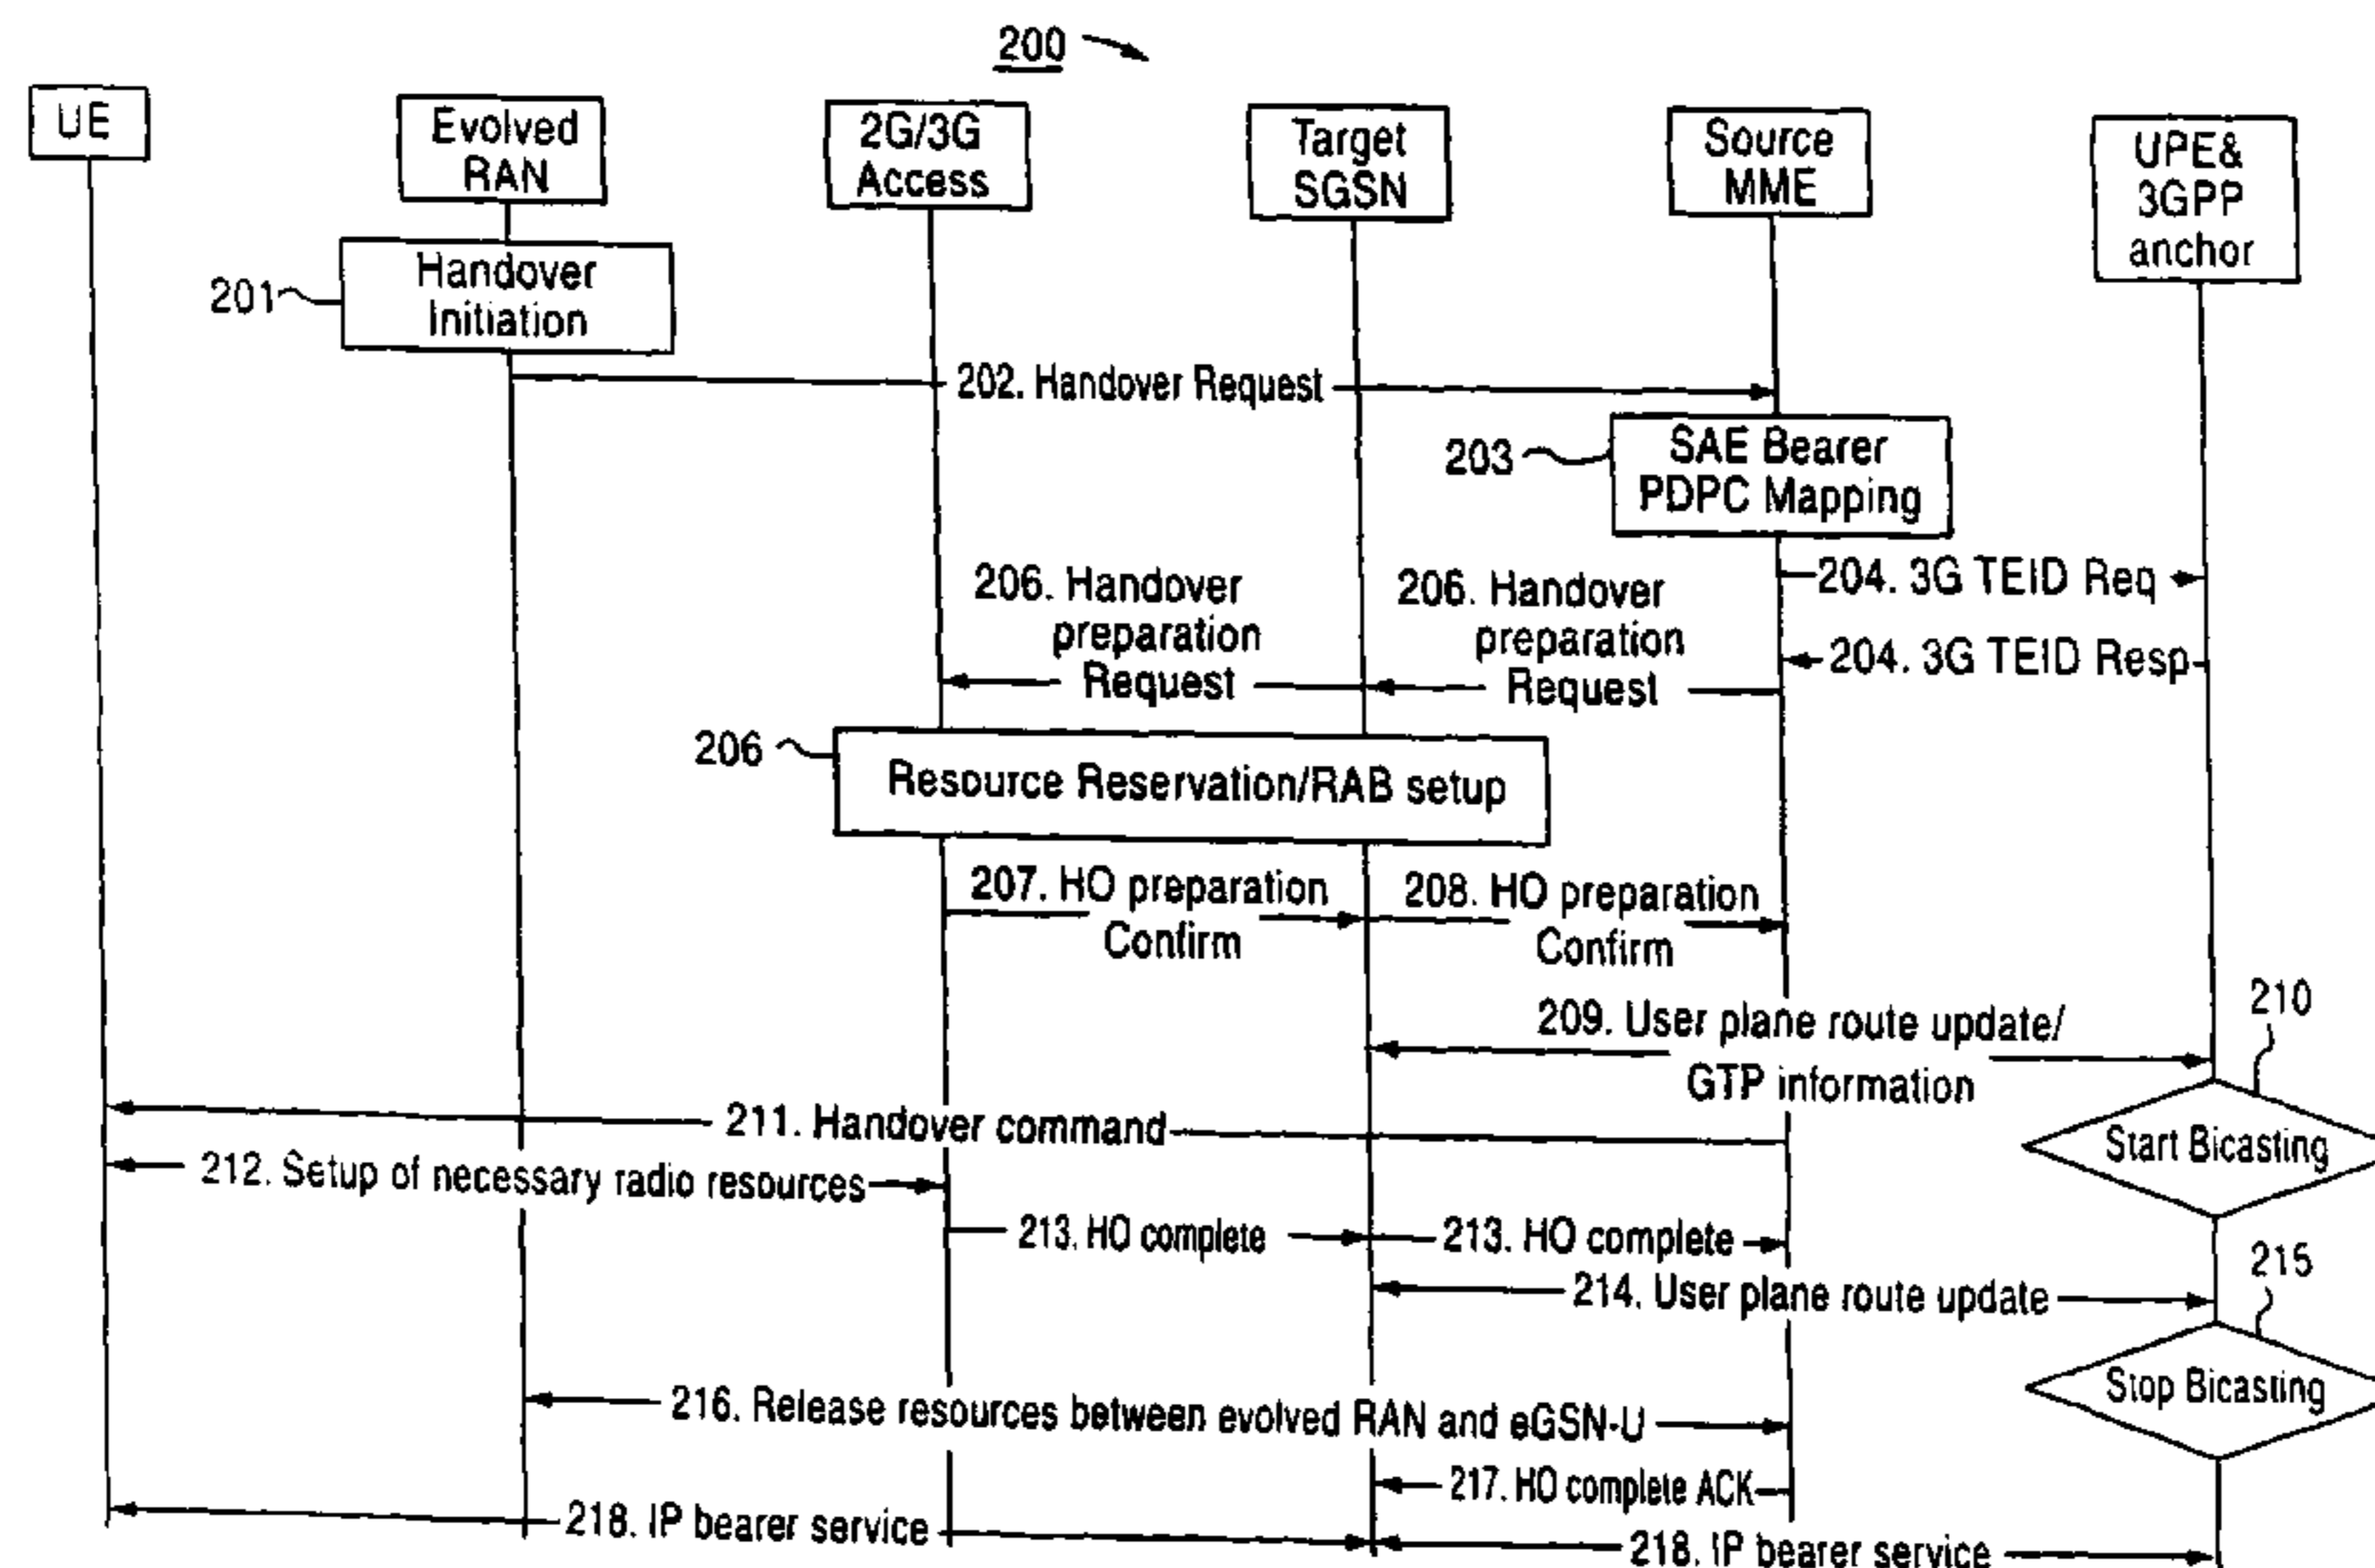 200
UE
Evolved
RAN
2G/3G
Access
Target
SGSN
Source
MME
UPE&
3GPP
anchor
201
Handover
Initiation
202. Handover Request
203
SAE Bearer
PDPC Mapping
204. 3G TEID Req
206. Handover
preparation
Request
206. Handover
preparation
Request
204. 3G TEID Resp
206
Resource Reservation/RAB setup
207. HO preparation
Confirm
208. HO preparation
Confirm
209. User plane route update/
GTP information
210
Start Bicasting
211. Handover command
212. Setup of necessary radio resources
213. HO complete
213. HO complete
214. User plane route update
215
Stop Bicasting
216. Release resources between evolved RAN and eGSN-U
217. HO complete ACK
218. IP bearer service
218. IP bearer service